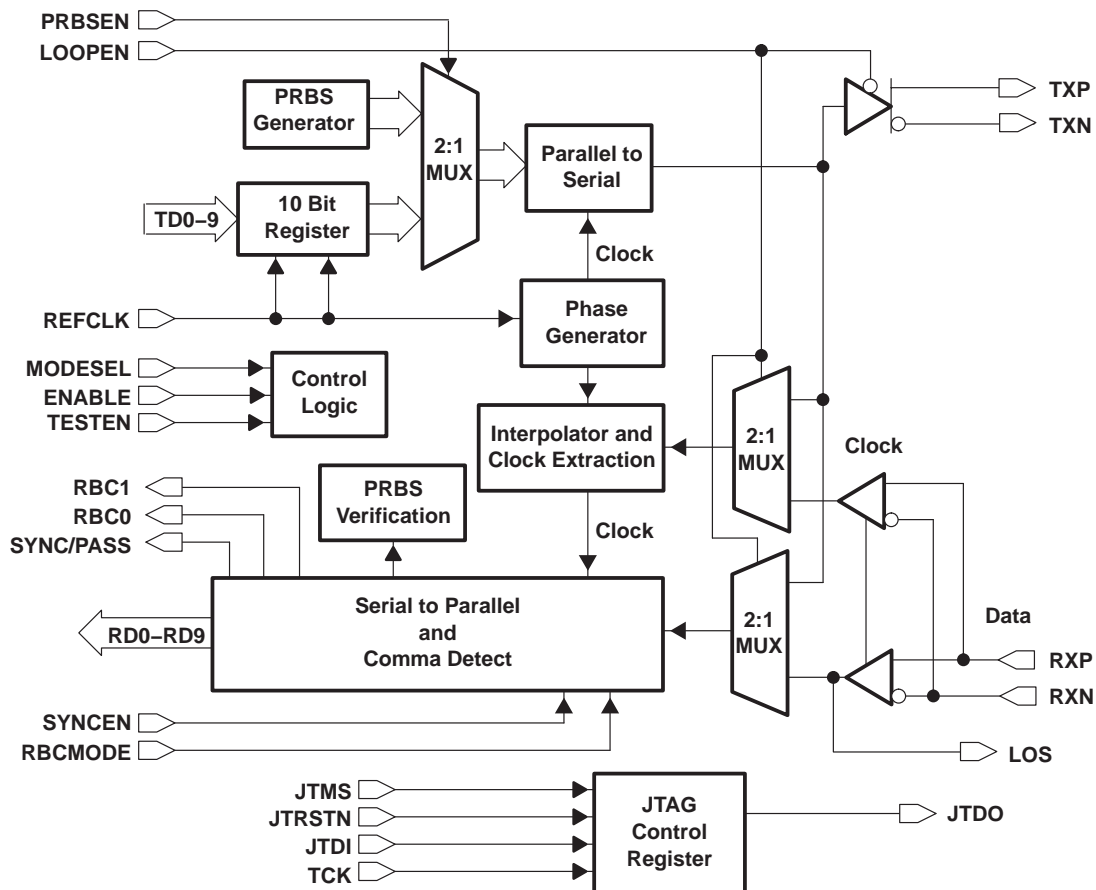 PRBSEN
LOOPEN
PRBS
Generator
2:1
MUX
Parallel to
Serial
TXP
TXN
TD0–9
10 Bit
Register
Clock
REFCLK
Phase
Generator
MODESEL
ENABLE
TESTEN
Control
Logic
Interpolator and
Clock Extraction
2:1
MUX
Clock
RBC1
RBC0
SYNC/PASS
PRBS
Verification
Clock
RD0–RD9
Serial to Parallel
and
Comma Detect
2:1
MUX
Data
RXP
RXN
SYNCEN
RBCMODE
LOS
JTMS
JTRSTN
JTDI
TCK
JTAG
Control
Register
JTDO